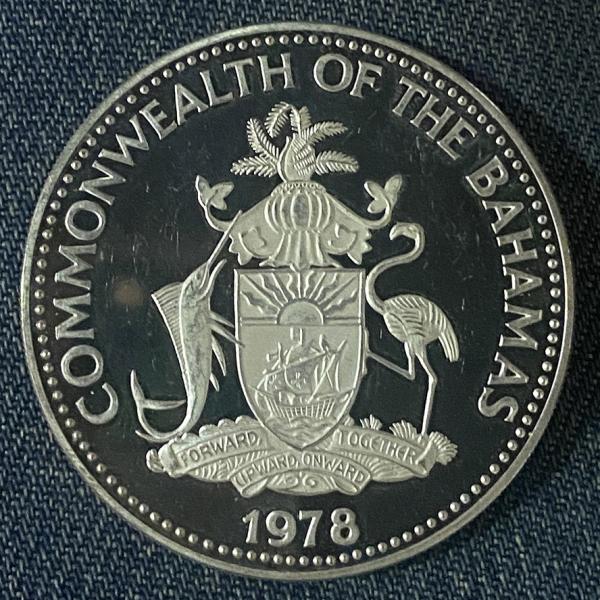 COMMONWEALTH OF THE BAHAMAS
FORWARD, UPWARD, ONWARD TOGETHER
1978